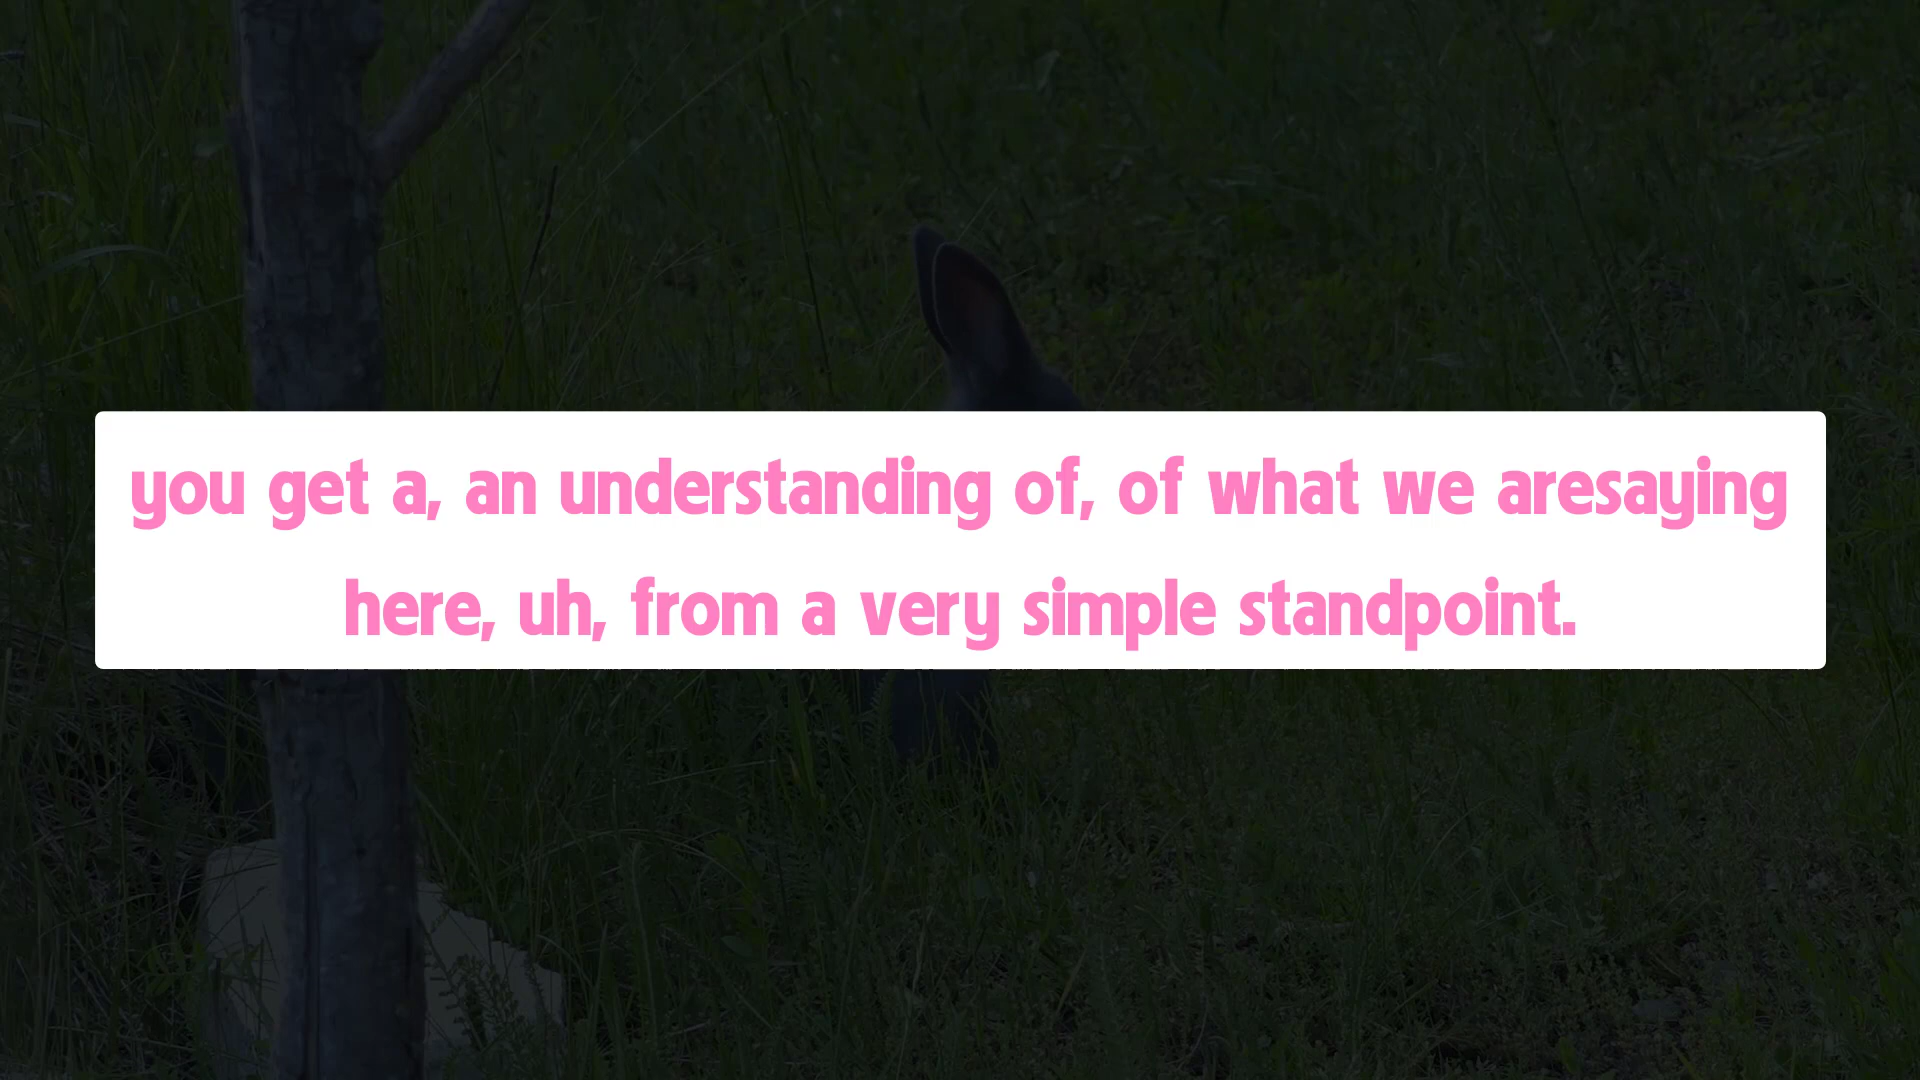 you get a, an understanding of, of what we aresaying
here, uh, from a very simple standpoint.